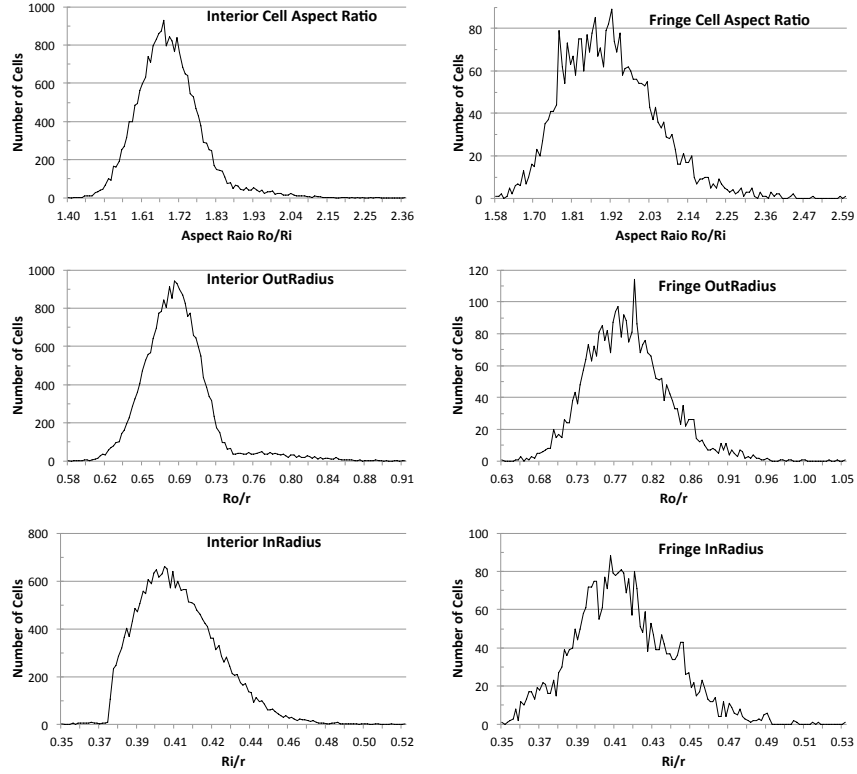 Interior Cell Aspect Ratio
Number of Cells
1000
800
600
400
200
0
1.40 1.51 1.61 1.72 1.83 1.93 2.04 2.15 2.25 2.36
Aspect Raio Ro/Ri
Fringe Cell Aspect Ratio
Number of Cells
80
60
40
20
0
1.58 1.70 1.81 1.92 2.03 2.14 2.25 2.36 2.47 2.59
Aspect Raio Ro/Ri
Interior OutRadius
Number of Cells
1000
800
600
400
200
0
0.58 0.62 0.65 0.69 0.73 0.76 0.80 0.84 0.88 0.91
Ro/r
Fringe OutRadius
Number of Cells
120
100
80
60
40
20
0
0.63 0.68 0.73 0.77 0.82 0.86 0.91 0.96 1.00 1.05
Ro/r
Interior InRadius
Number of Cells
800
600
400
200
0
0.35 0.37 0.39 0.41 0.42 0.44 0.46 0.48 0.50 0.52
Ri/r
Fringe InRadius
Number of Cells
100
80
60
40
20
0
0.35 0.37 0.39 0.41 0.43 0.45 0.47 0.49 0.51 0.53
Ri/r